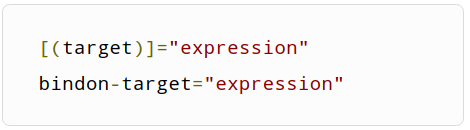 [(target)]="expression"
bindon-target="expression"